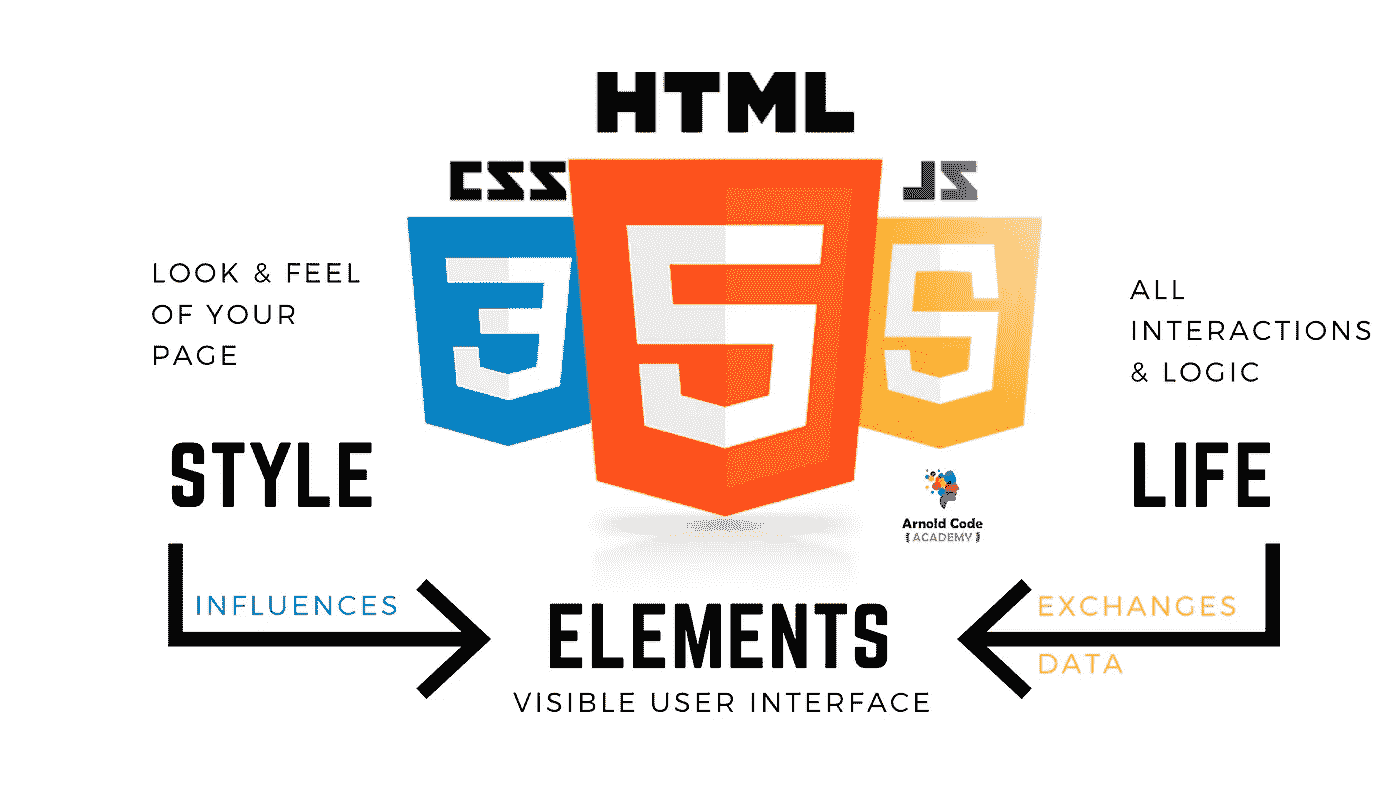 HTML
CSS
JS
LOOK & FEEL
OF YOUR
PAGE
3
5
5
ALL
INTERACTIONS
& LOGIC
STYLE
LIFE
Arnold Code
{ ACADEMY }
INFLUENCES
ELEMENTS
VISIBLE USER INTERFACE
EXCHANGES
DATA